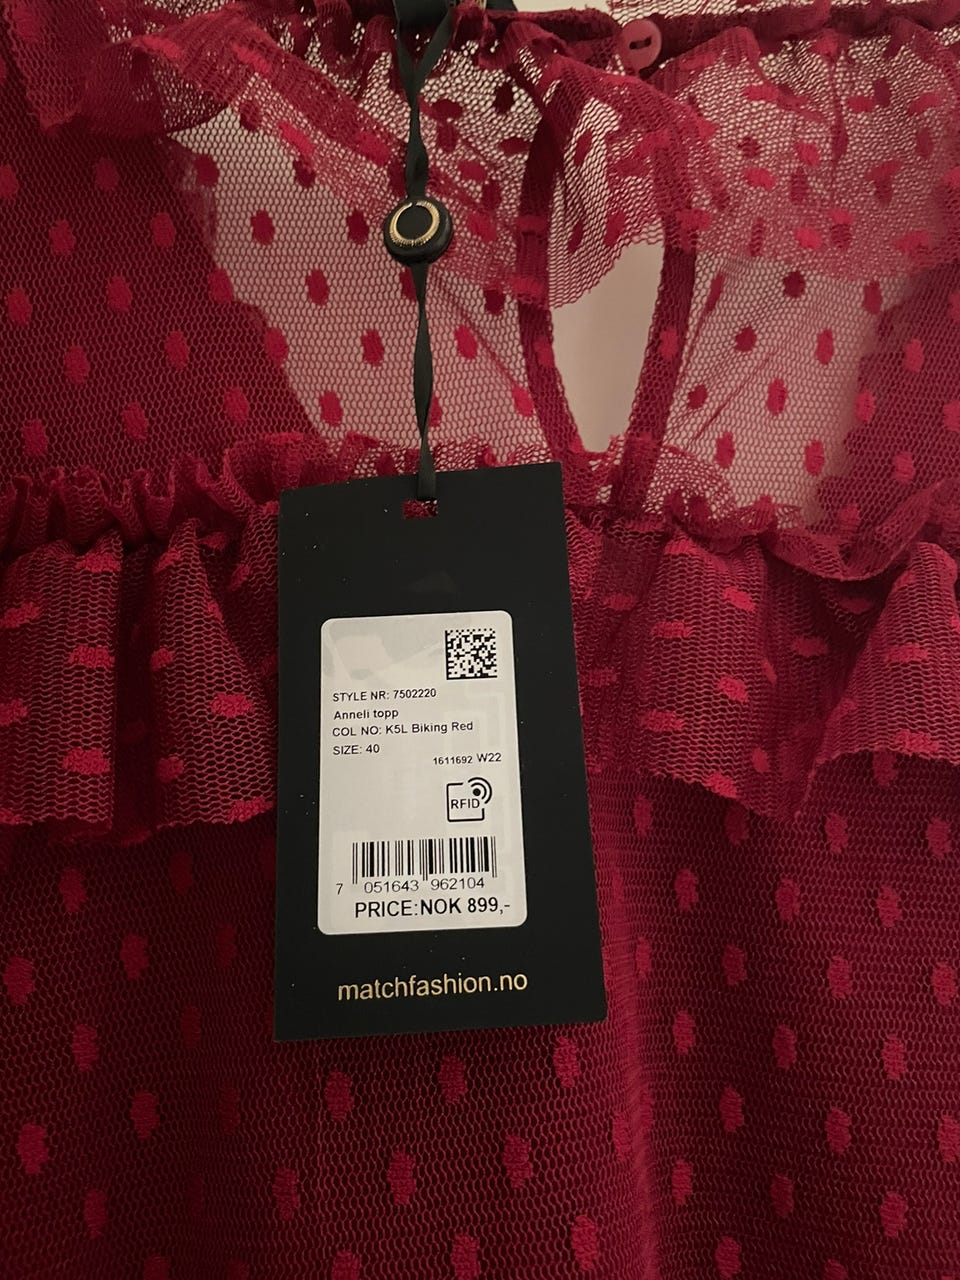 STYLE NR: 7502220
Anneli topp
COL NO: K5L Biking Red
SIZE: 40
1611692 W22
RFID
7 051643 962104
PRICE:NOK 899,-
matchfashion.no